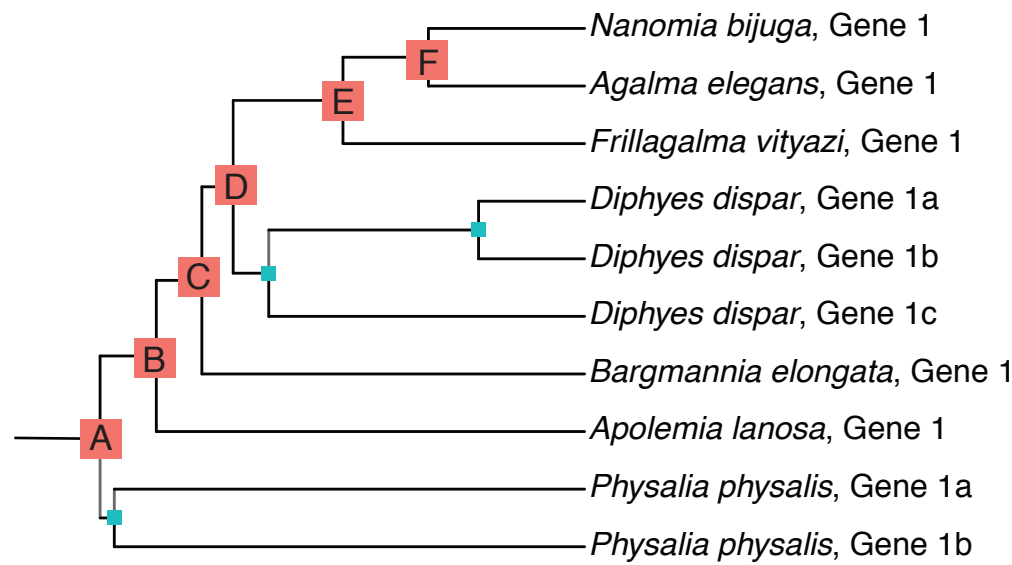 Nanomia bijuga, Gene 1
F
Agalma elegans, Gene 1
E
Frillagalma vityazi, Gene 1
D
Diphyes dispar, Gene 1a
Diphyes dispar, Gene 1b
C
Diphyes dispar, Gene 1c
B
Bargmannia elongata, Gene 1
Apolemia lanosa, Gene 1
A
Physalia physalis, Gene 1a
Physalia physalis, Gene 1b